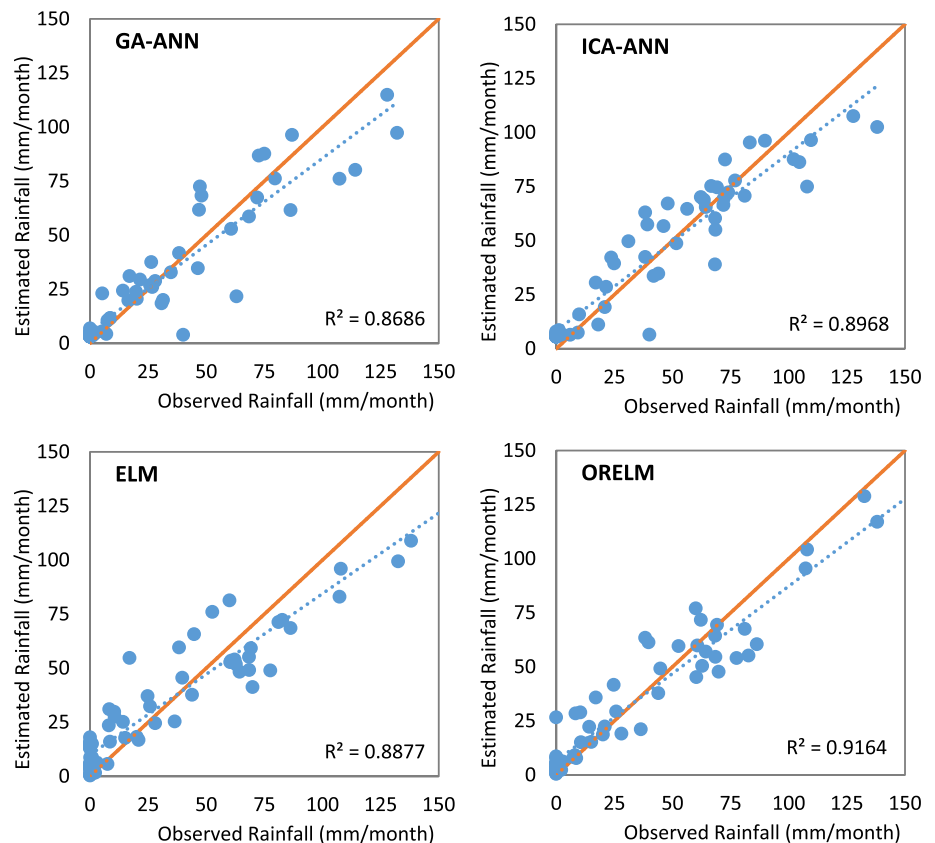 GA-ANN
150
125
100
75
50
25
0
Estimated Rainfall (mm/month)
R² = 0.8686
0 25 50 75 100 125 150
Observed Rainfall (mm/month)
ICA-ANN
150
125
100
75
50
25
0
Estimated Rainfall (mm/month)
R² = 0.8968
0 25 50 75 100 125 150
Observed Rainfall (mm/month)
ELM
150
125
100
75
50
25
0
Estimated Rainfall (mm/month)
R² = 0.8877
0 25 50 75 100 125 150
Observed Rainfall (mm/month)
ORELM
150
125
100
75
50
25
0
Estimated Rainfall (mm/month)
R² = 0.9164
0 25 50 75 100 125 150
Observed Rainfall (mm/month)